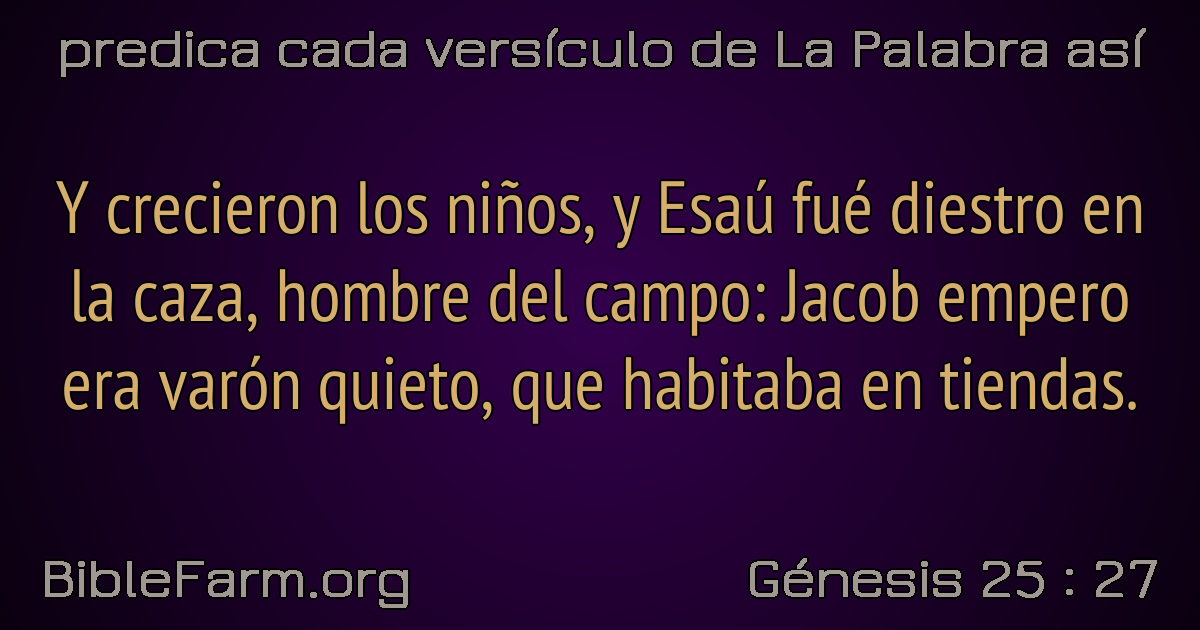 predica cada versículo de La Palabra así
Y crecieron los niños, y Esaú fué diestro en
la caza, hombre del campo: Jacob empero
era varón quieto, que habitaba en tiendas.
BibleFarm.org
Génesis 25 : 27